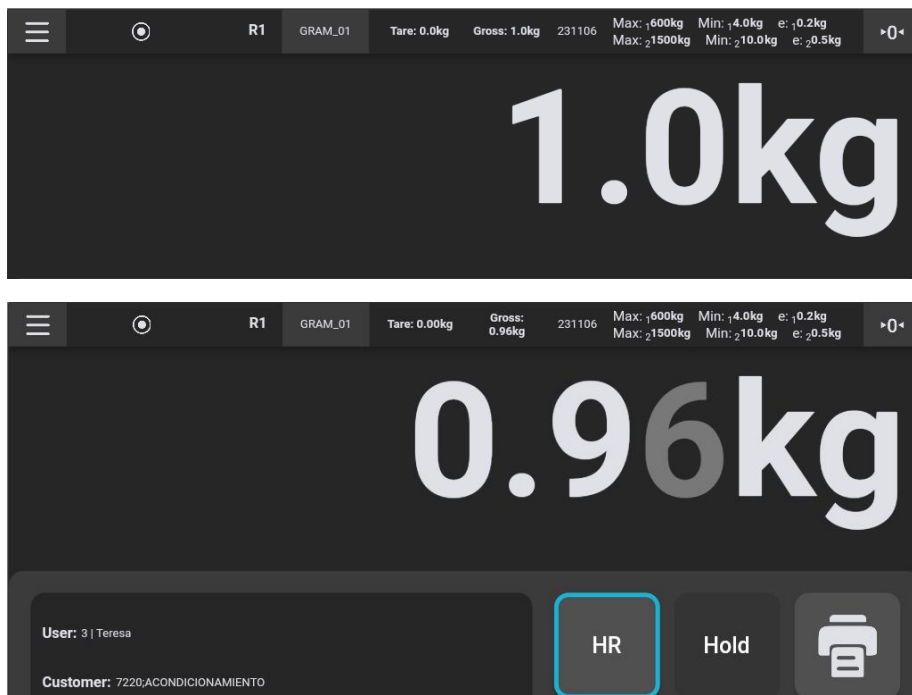 R1 GRAM_01 Tare: 0.0kg Gross: 1.0kg 231106 Max: ₁600kg Min: ₁4.0kg e: ₁0.2kg ▸0◂
Max: ₂1500kg Min: ₂10.0kg e: ₂0.5kg
1.0kg
R1 GRAM_01 Tare: 0.00kg Gross: 0.96kg 231106 Max: ₁600kg Min: ₁4.0kg e: ₁0.2kg ▸0◂
Max: ₂1500kg Min: ₂10.0kg e: ₂0.5kg
0.96kg
User: 3 | Teresa
Customer: 7220;ACONDICIONAMIENTO
HR Hold